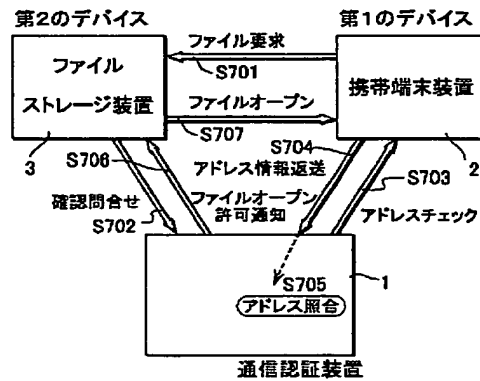 第2のデバイス
第1のデバイス
ファイル要求
S701
ファイル
ストレージ装置
携帯端末装置
ファイルオープン
S707
3
2
S706
S704
アドレス情報返送
S703
確認問合せ
S702
ファイルオープン
許可通知
アドレスチェック
S705
1
アドレス照合
通信認証装置